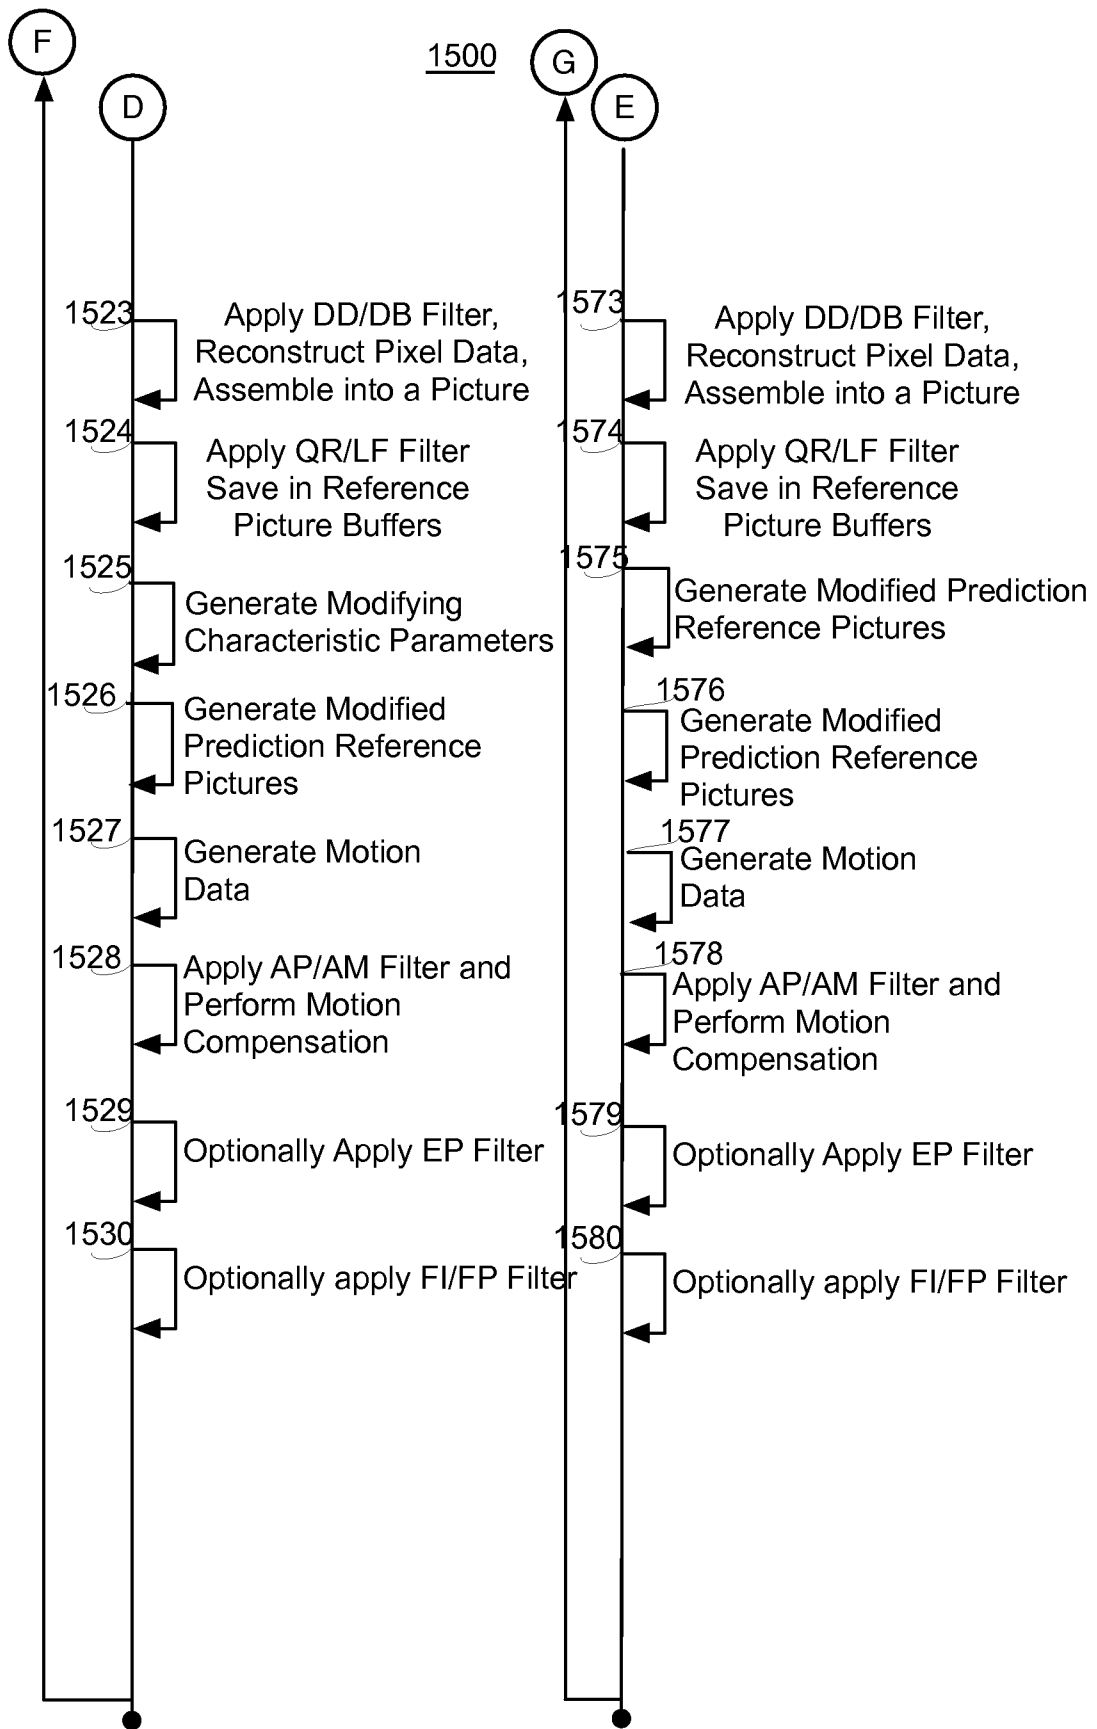 F
1500
G
D
E
1523
Apply DD/DB Filter,
Reconstruct Pixel Data,
Assemble into a Picture
1524
Apply QR/LF Filter
Save in Reference
Picture Buffers
1525
Generate Modifying
Characteristic Parameters
1526
Generate Modified
Prediction Reference
Pictures
1527
Generate Motion
Data
1528
Apply AP/AM Filter and
Perform Motion
Compensation
1529
Optionally Apply EP Filter
1530
Optionally apply FI/FP Filter
1573
Apply DD/DB Filter,
Reconstruct Pixel Data,
Assemble into a Picture
1574
Apply QR/LF Filter
Save in Reference
Picture Buffers
1575
Generate Modified Prediction
Reference Pictures
1576
Generate Modified
Prediction Reference
Pictures
1577
Generate Motion
Data
1578
Apply AP/AM Filter and
Perform Motion
Compensation
1579
Optionally Apply EP Filter
1580
Optionally apply FI/FP Filter